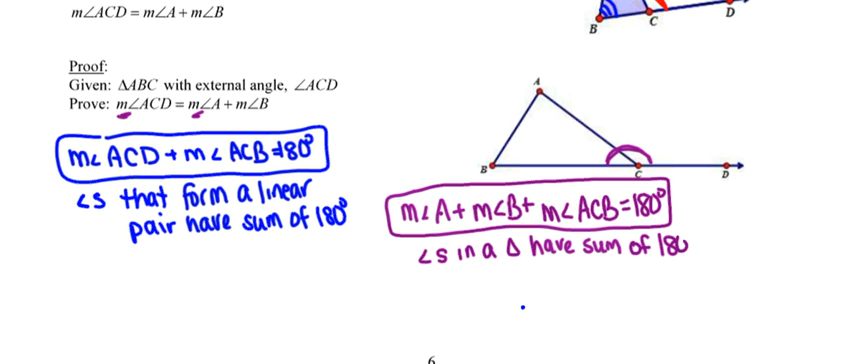 m∠ACD = m∠A + m∠B
B
C
D
Proof:
Given: ΔABC with external angle, ∠ACD
Prove: m∠ACD = m∠A + m∠B
A
B
C
D
m∠ ACD + m∠ ACB = 180°
∠s that form a linear
pair have sum of 180°
m∠A + m∠B + m∠ACB = 180°
∠s in a Δ have sum of 180
6